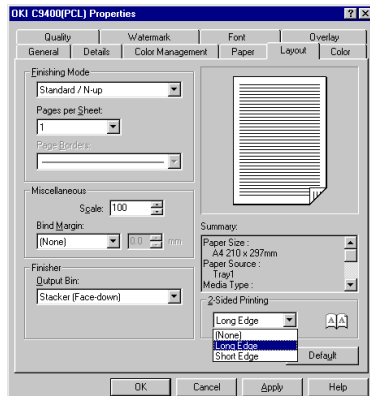 OKI C9400(PCL) Properties
Quality Watermark Font Overlay
General Details Color Management Paper Layout Color
Finishing Mode
Standard / N-up
Pages per Sheet:
1
Page Borders:
Miscellaneous
Scale: 100
Bind Margin:
(None) 0.0 mm
Finisher
Output Bin:
Stacker (Face-down)
Summary:
Paper Size :
A4 210 x 297mm
Paper Source :
Tray1
Media Type :
2-Sided Printing
Long Edge
(None)
Long Edge
Short Edge
A A
Default
OK Cancel Apply Help